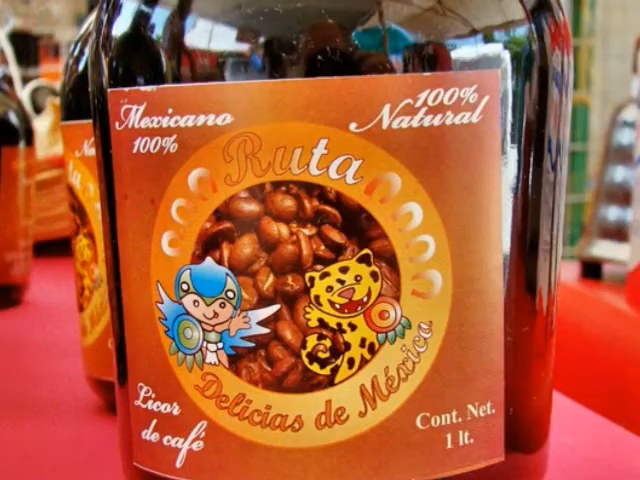 Mexicano
100%
100%
Natural
Ruta
Delicias de México
Licor
de café
Cont. Net.
1 lt.